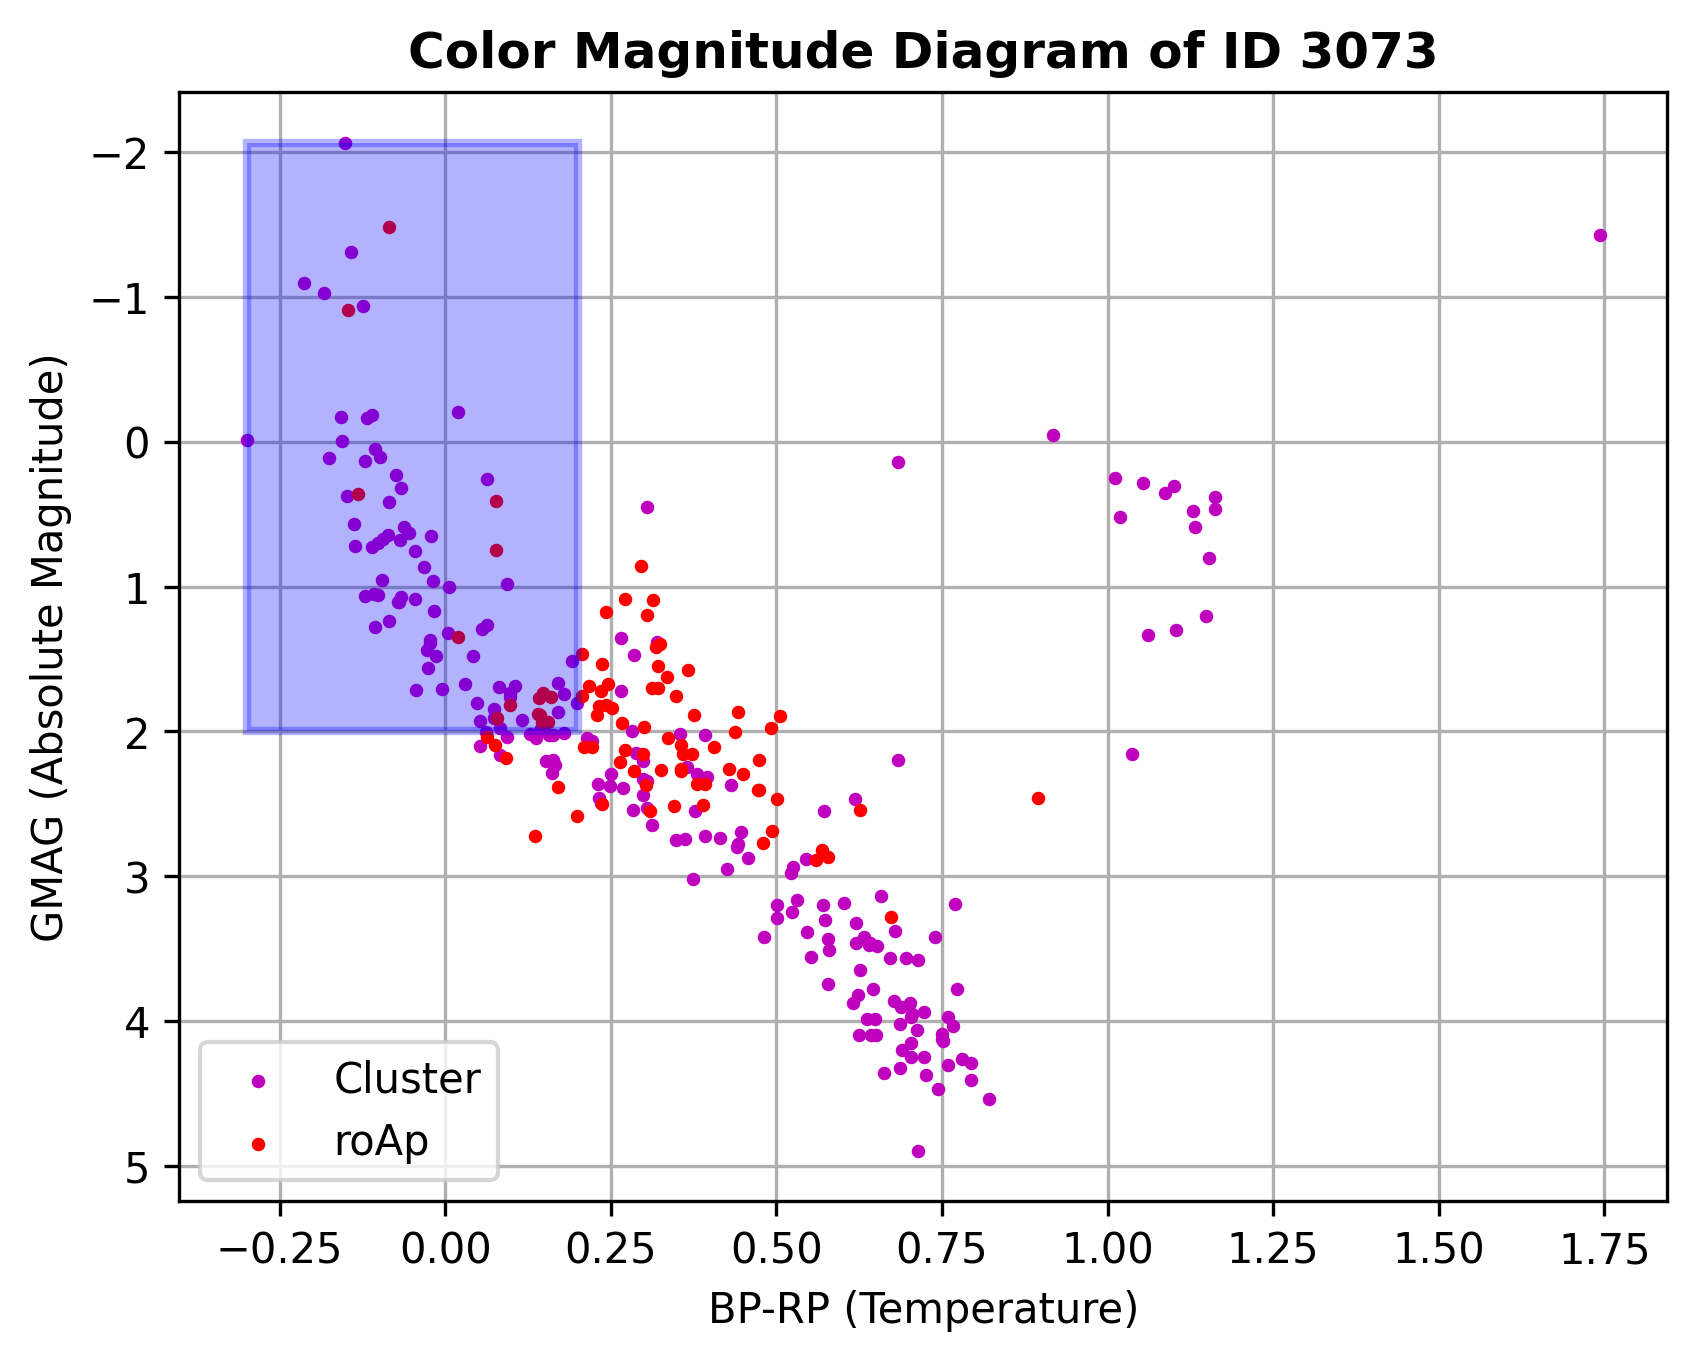 Color Magnitude Diagram of ID 3073
GMAG (Absolute Magnitude)
−2
−1
0
1
2
3
4
5
Cluster
roAp
−0.25 0.00 0.25 0.50 0.75 1.00 1.25 1.50 1.75
BP-RP (Temperature)